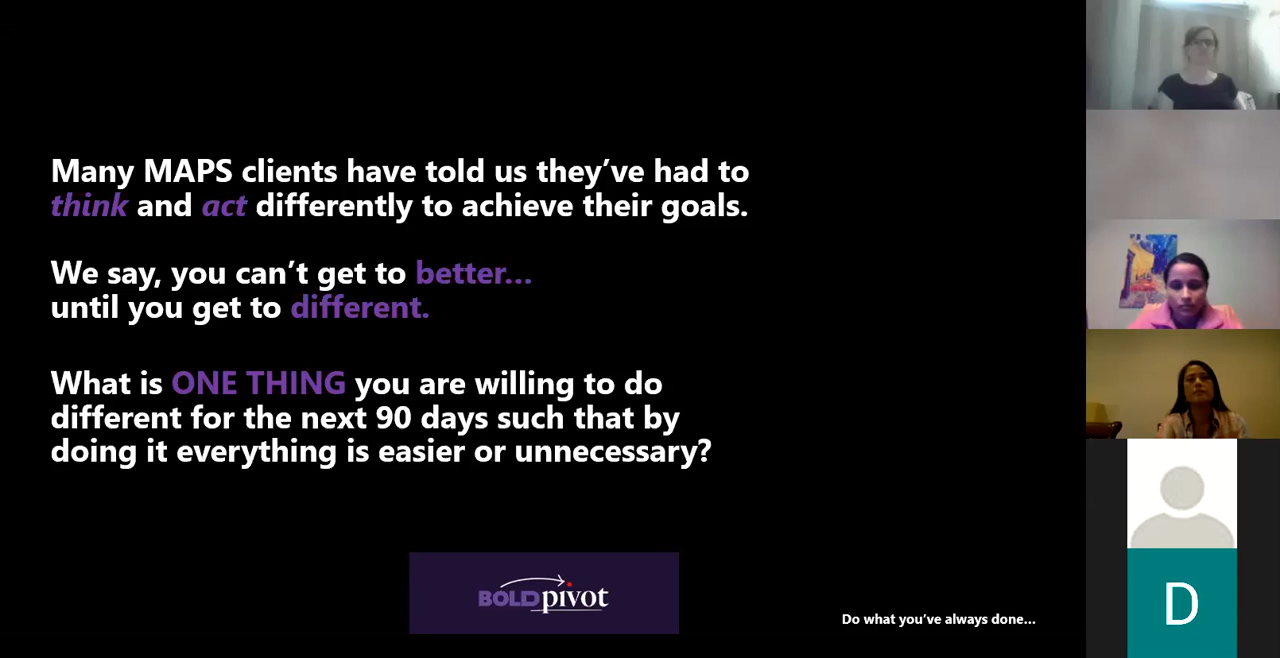 Many MAPS clients have told us they’ve had to
think and act differently to achieve their goals.
We say, you can’t get to better...
until you get to different.
What is ONE THING you are willing to do
different for the next 90 days such that by
doing it everything is easier or unnecessary?
BOLDpivot
Do what you’ve always done...
D